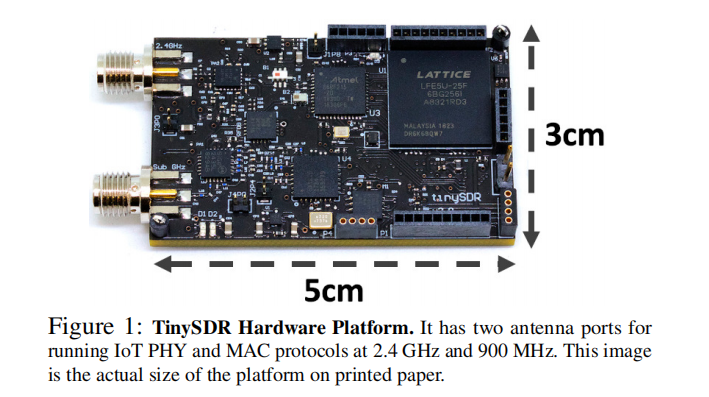 2.4GHz
J1P8
U1
Atmel
U3
LATTICE
LFE5U-25F
6BG256I
MALAYSIA 1823
J3P0
B1
B2
Sub GHz
U4
J4P0
D1 D2
P4
P1
tinySDR
3cm
5cm
Figure 1: TinySDR Hardware Platform. It has two antenna ports for
running IoT PHY and MAC protocols at 2.4 GHz and 900 MHz. This image
is the actual size of the platform on printed paper.